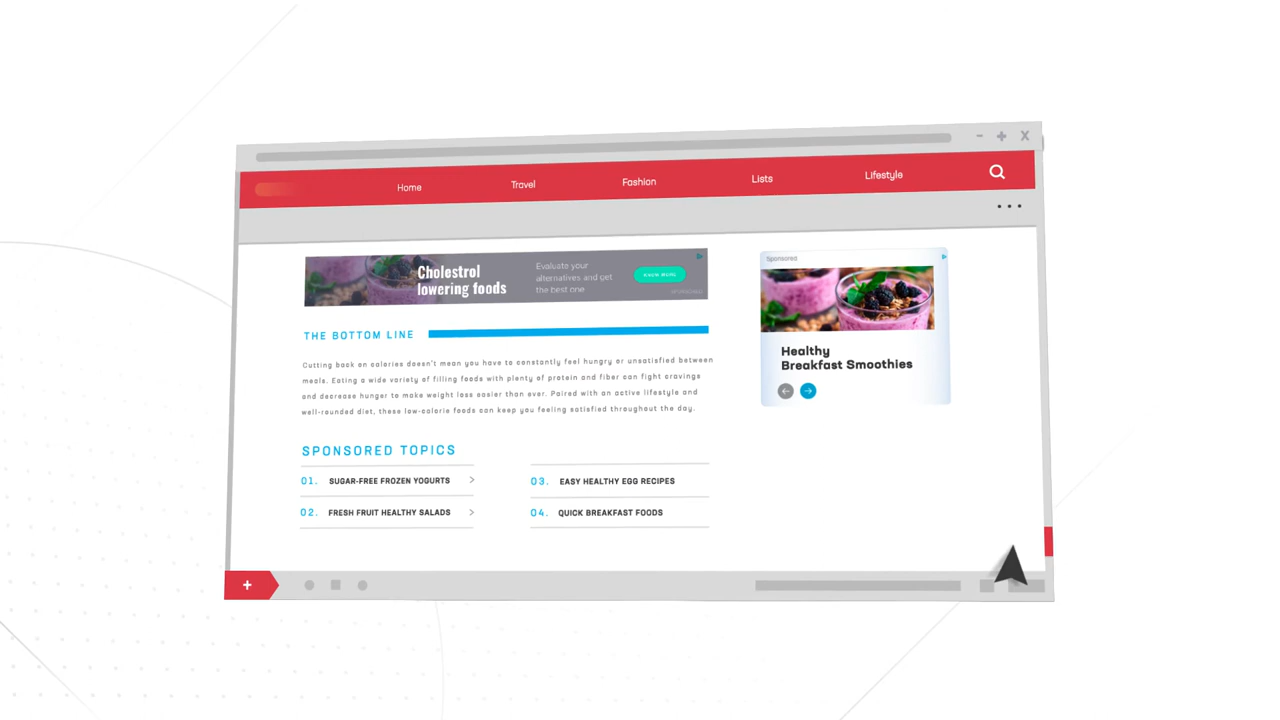 Home Travel Fashion Lists Lifestyle
Cholestrol
lowering foods
Evaluate your
alternatives and get
the best one
KNOW MORE
SPONSORED
THE BOTTOM LINE
Cutting back on calories doesn't mean you have to constantly feel hungry or unsatisfied between
meals. Eating a wide variety of filling foods with plenty of protein and fiber can fight cravings
and decrease hunger to make weight loss easier than ever. Paired with an active lifestyle and
well-rounded diet, these low-calorie foods can keep you feeling satisfied throughout the day.
SPONSORED TOPICS
01. SUGAR-FREE FROZEN YOGURTS
02. FRESH FRUIT HEALTHY SALADS
03. EASY HEALTHY EGG RECIPES
04. QUICK BREAKFAST FOODS
Sponsored
Healthy
Breakfast Smoothies